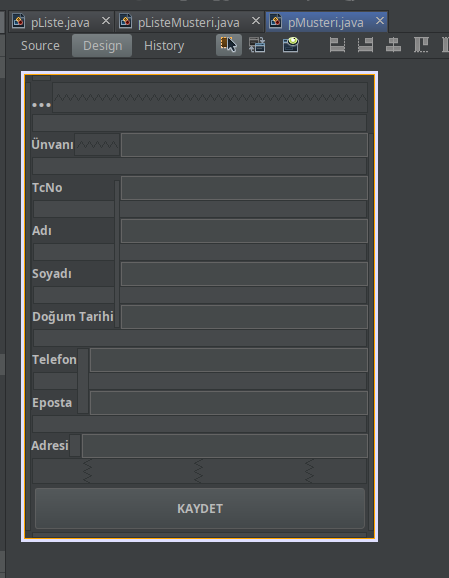 pListe.java × pListeMusteri.java × pMusteri.java ×
Source Design History
...
Ünvanı
TcNo
Adı
Soyadı
Doğum Tarihi
Telefon
Eposta
Adresi
KAYDET